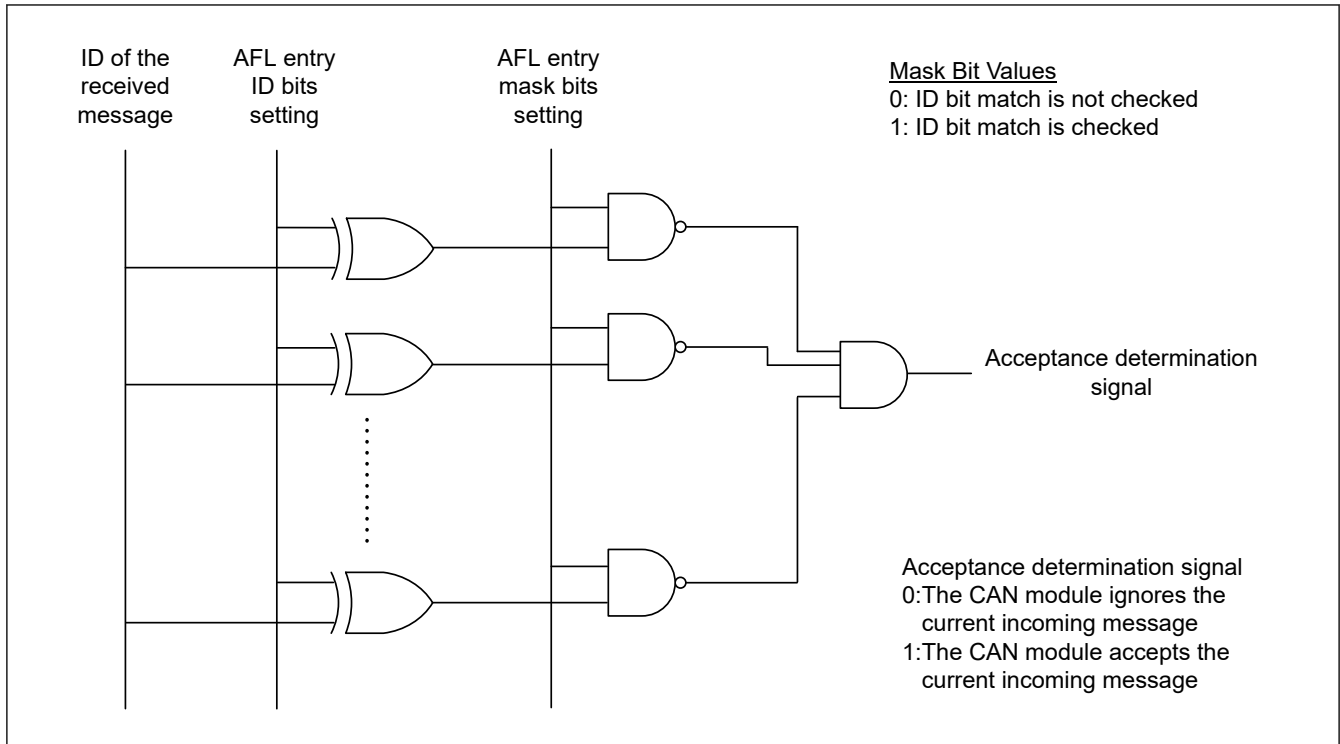 ID of the
received
message
AFL entry
ID bits
setting
AFL entry
mask bits
setting
Mask Bit Values
0: ID bit match is not checked
1: ID bit match is checked
Acceptance determination
signal
Acceptance determination signal
0:The CAN module ignores the
current incoming message
1:The CAN module accepts the
current incoming message